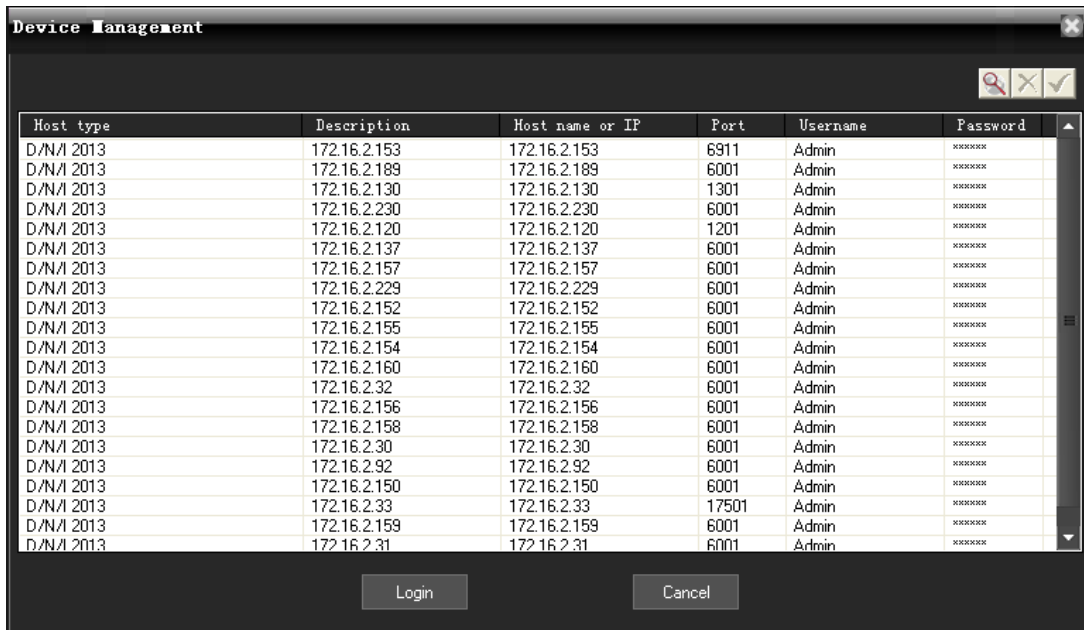 Device Management
Host type Description Host name or IP Port Username Password
D/N/I 2013 172.16.2.153 172.16.2.153 6911 Admin ******
D/N/I 2013 172.16.2.189 172.16.2.189 6001 Admin ******
D/N/I 2013 172.16.2.130 172.16.2.130 1301 Admin ******
D/N/I 2013 172.16.2.230 172.16.2.230 6001 Admin ******
D/N/I 2013 172.16.2.120 172.16.2.120 1201 Admin ******
D/N/I 2013 172.16.2.137 172.16.2.137 6001 Admin ******
D/N/I 2013 172.16.2.157 172.16.2.157 6001 Admin ******
D/N/I 2013 172.16.2.229 172.16.2.229 6001 Admin ******
D/N/I 2013 172.16.2.152 172.16.2.152 6001 Admin ******
D/N/I 2013 172.16.2.155 172.16.2.155 6001 Admin ******
D/N/I 2013 172.16.2.154 172.16.2.154 6001 Admin ******
D/N/I 2013 172.16.2.160 172.16.2.160 6001 Admin ******
D/N/I 2013 172.16.2.32 172.16.2.32 6001 Admin ******
D/N/I 2013 172.16.2.156 172.16.2.156 6001 Admin ******
D/N/I 2013 172.16.2.158 172.16.2.158 6001 Admin ******
D/N/I 2013 172.16.2.30 172.16.2.30 6001 Admin ******
D/N/I 2013 172.16.2.92 172.16.2.92 6001 Admin ******
D/N/I 2013 172.16.2.150 172.16.2.150 6001 Admin ******
D/N/I 2013 172.16.2.33 172.16.2.33 17501 Admin ******
D/N/I 2013 172.16.2.159 172.16.2.159 6001 Admin ******
D/N/I 2013 172.16.2.31 172.16.2.31 6001 Admin ******
Login Cancel